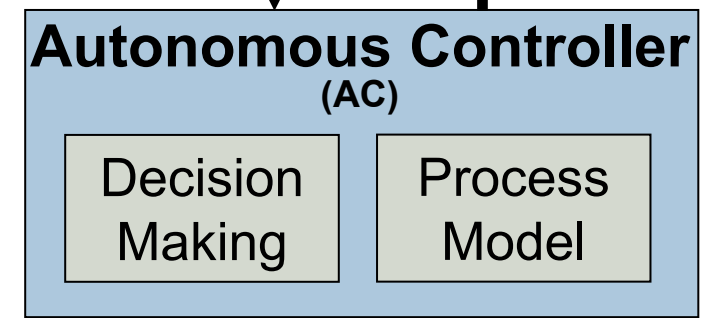 Autonomous Controller
(AC)
Decision
Making
Process
Model